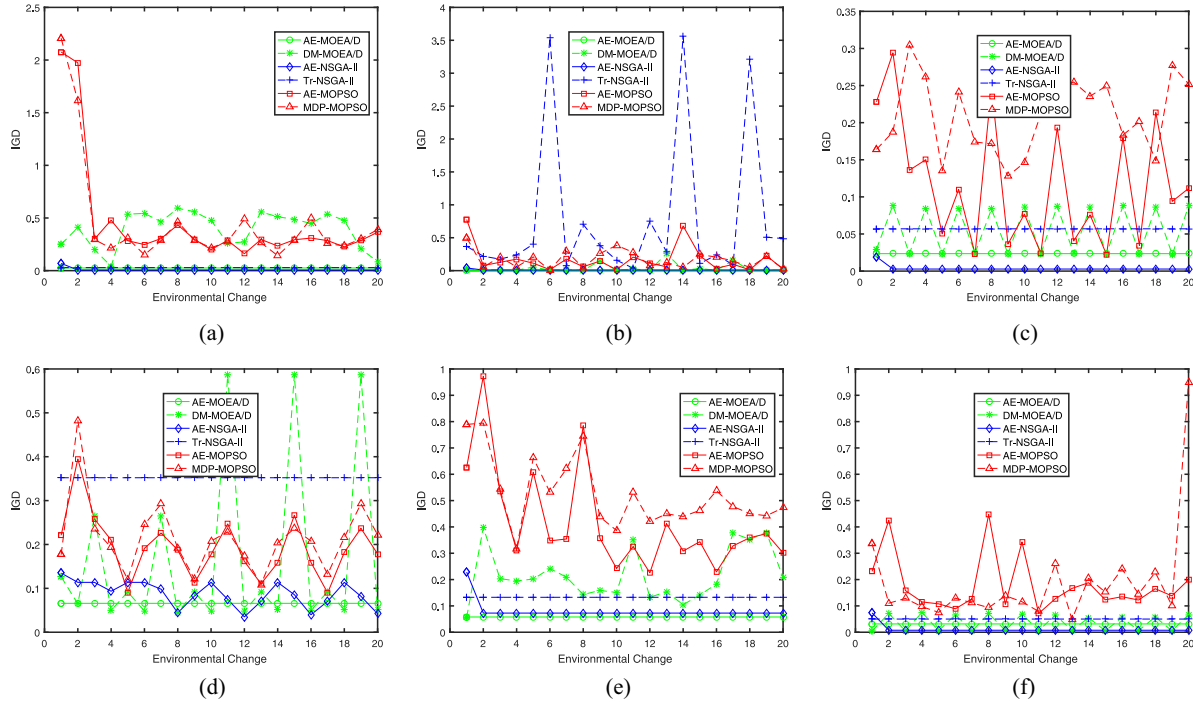 2.5
2
1.5
1
0.5
0
IGD
0 2 4 6 8 10 12 14 16 18 20
Environmental Change
AE-MOEA/D
DM-MOEA/D
AE-NSGA-II
Tr-NSGA-II
AE-MOPSO
MDP-MOPSO
(a)
4
3.5
3
2.5
2
1.5
1
0.5
0
IGD
0 2 4 6 8 10 12 14 16 18 20
Environmental Change
AE-MOEA/D
DM-MOEA/D
AE-NSGA-II
Tr-NSGA-II
AE-MOPSO
MDP-MOPSO
(b)
0.35
0.3
0.25
0.2
0.15
0.1
0.05
0
IGD
0 2 4 6 8 10 12 14 16 18 20
Environmental Change
AE-MOEA/D
DM-MOEA/D
AE-NSGA-II
Tr-NSGA-II
AE-MOPSO
MDP-MOPSO
(c)
0.6
0.5
0.4
0.3
0.2
0.1
0
IGD
0 2 4 6 8 10 12 14 16 18 20
Environmental Change
AE-MOEA/D
DM-MOEA/D
AE-NSGA-II
Tr-NSGA-II
AE-MOPSO
MDP-MOPSO
(d)
1
0.9
0.8
0.7
0.6
0.5
0.4
0.3
0.2
0.1
0
IGD
0 2 4 6 8 10 12 14 16 18 20
Environmental Change
AE-MOEA/D
DM-MOEA/D
AE-NSGA-II
Tr-NSGA-II
AE-MOPSO
MDP-MOPSO
(e)
1
0.9
0.8
0.7
0.6
0.5
0.4
0.3
0.2
0.1
0
IGD
0 2 4 6 8 10 12 14 16 18 20
Environmental Change
AE-MOEA/D
DM-MOEA/D
AE-NSGA-II
Tr-NSGA-II
AE-MOPSO
MDP-MOPSO
(f)